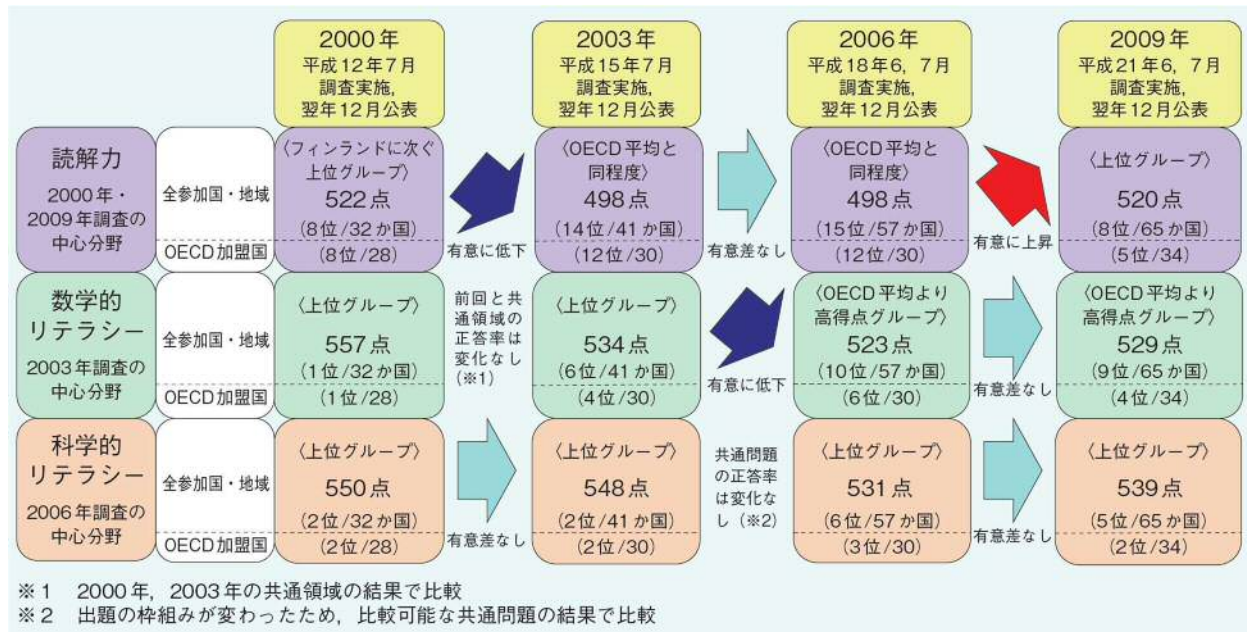 2000年
平成12年7月
調査実施,
翌年12月公表
2003年
平成15年7月
調査実施,
翌年12月公表
2006年
平成18年6, 7月
調査実施,
翌年12月公表
2009年
平成21年6, 7月
調査実施,
翌年12月公表
読解力
2000年・
2009年調査の
中心分野
全参加国・地域
OECD加盟国
〈フィンランドに次ぐ
上位グループ〉
522点
(8位/32か国)
(8位/28)
有意に低下
〈OECD平均と
同程度〉
498点
(14位/41か国)
(12位/30)
有意差なし
〈OECD平均と
同程度〉
498点
(15位/57か国)
(12位/30)
有意に上昇
〈上位グループ〉
520点
(8位/65か国)
(5位/34)
数学的
リテラシー
2003年調査の
中心分野
全参加国・地域
OECD加盟国
〈上位グループ〉
557点
(1位/32か国)
(1位/28)
前回と共
通領域の
正答率は
変化なし
(※1)
〈上位グループ〉
534点
(6位/41か国)
(4位/30)
有意に低下
〈OECD平均より
高得点グループ〉
523点
(10位/57か国)
(6位/30)
有意差なし
〈OECD平均より
高得点グループ〉
529点
(9位/65か国)
(4位/34)
科学的
リテラシー
2006年調査の
中心分野
全参加国・地域
OECD加盟国
〈上位グループ〉
550点
(2位/32か国)
(2位/28)
有意差なし
〈上位グループ〉
548点
(2位/41か国)
(2位/30)
共通問題
の正答率
は変化な
し(※2)
〈上位グループ〉
531点
(6位/57か国)
(3位/30)
有意差なし
〈上位グループ〉
539点
(5位/65か国)
(2位/34)
※1 2000年, 2003年の共通領域の結果で比較
※2 出題の枠組みが変わったため, 比較可能な共通問題の結果で比較